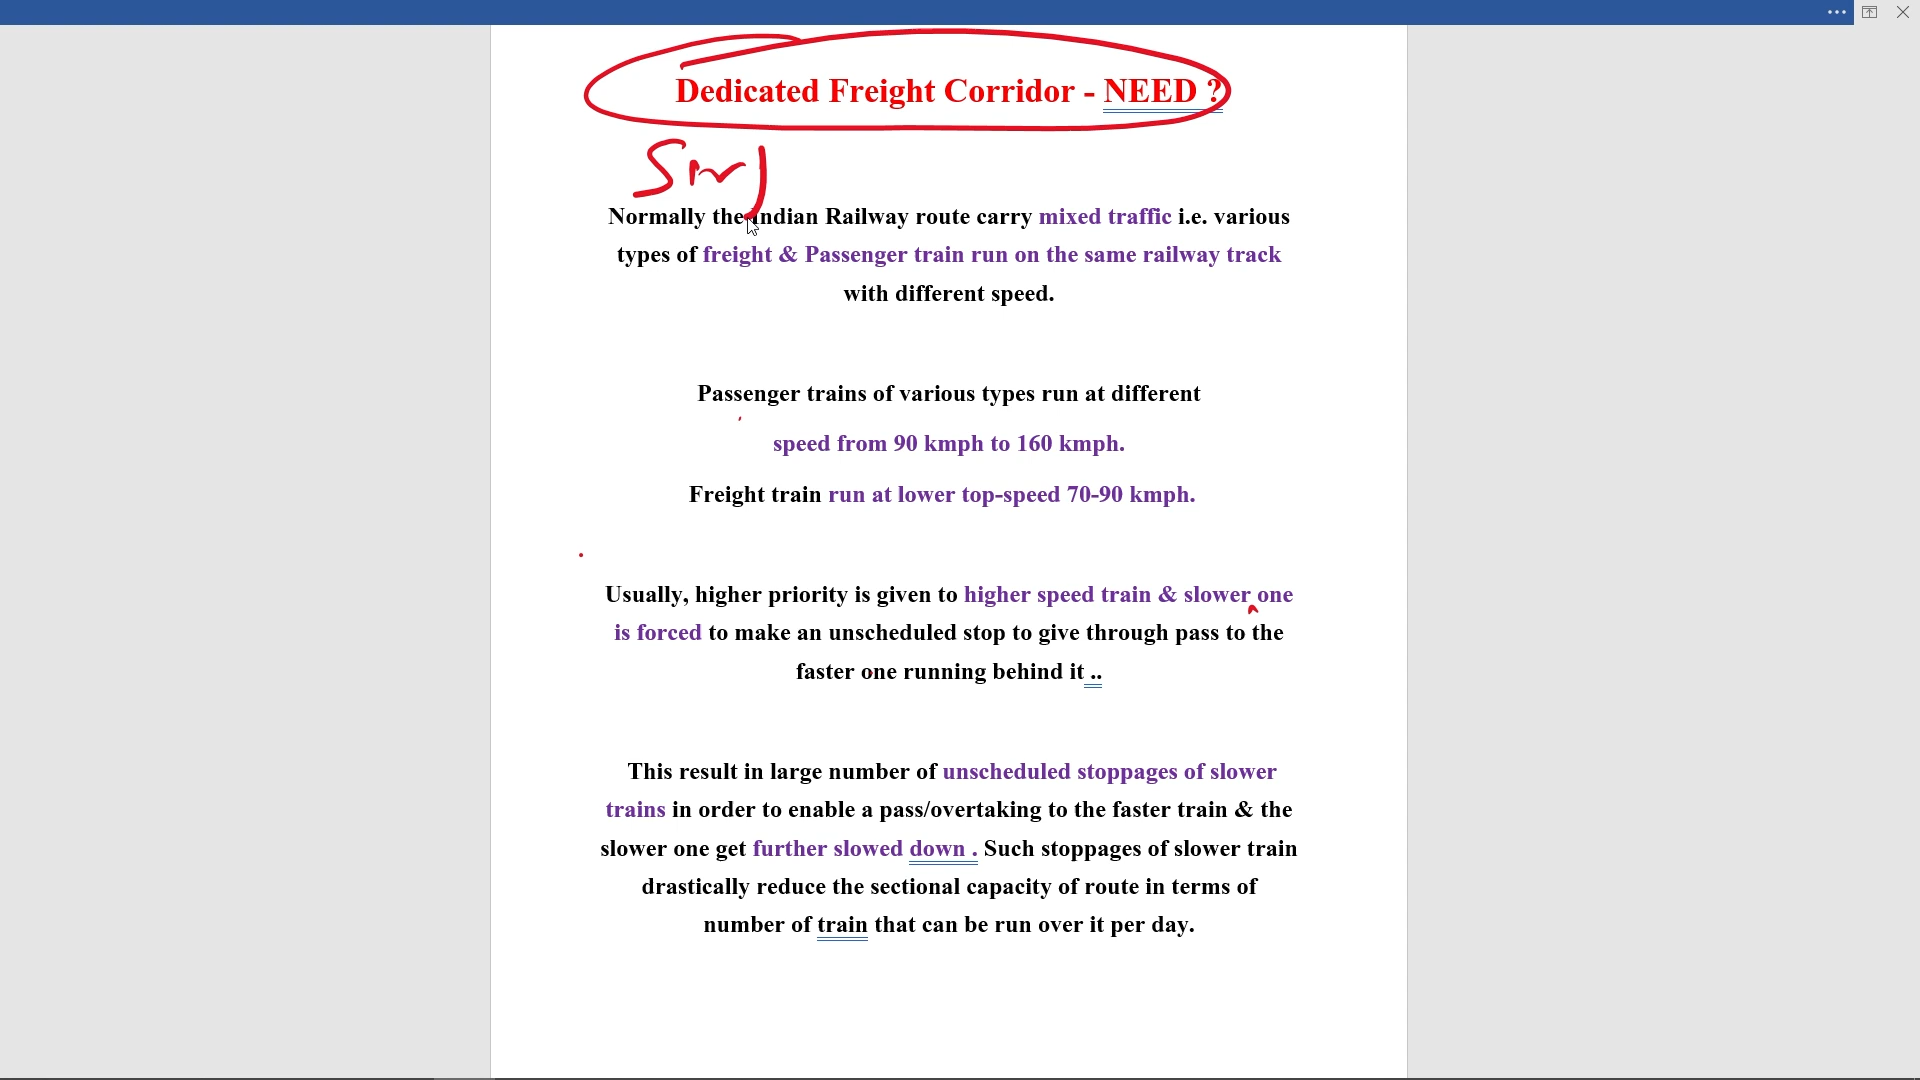 Dedicated Freight Corridor - NEED ?
Normally the Indian Railway route carry mixed traffic i.e. various
types of freight & Passenger train run on the same railway track
with different speed.
Passenger trains of various types run at different
speed from 90 kmph to 160 kmph.
Freight train run at lower top-speed 70-90 kmph.
Usually, higher priority is given to higher speed train & slower one
is forced to make an unscheduled stop to give through pass to the
faster one running behind it ..
This result in large number of unscheduled stoppages of slower
trains in order to enable a pass/overtaking to the faster train & the
slower one get further slowed down . Such stoppages of slower train
drastically reduce the sectional capacity of route in terms of
number of train that can be run over it per day.